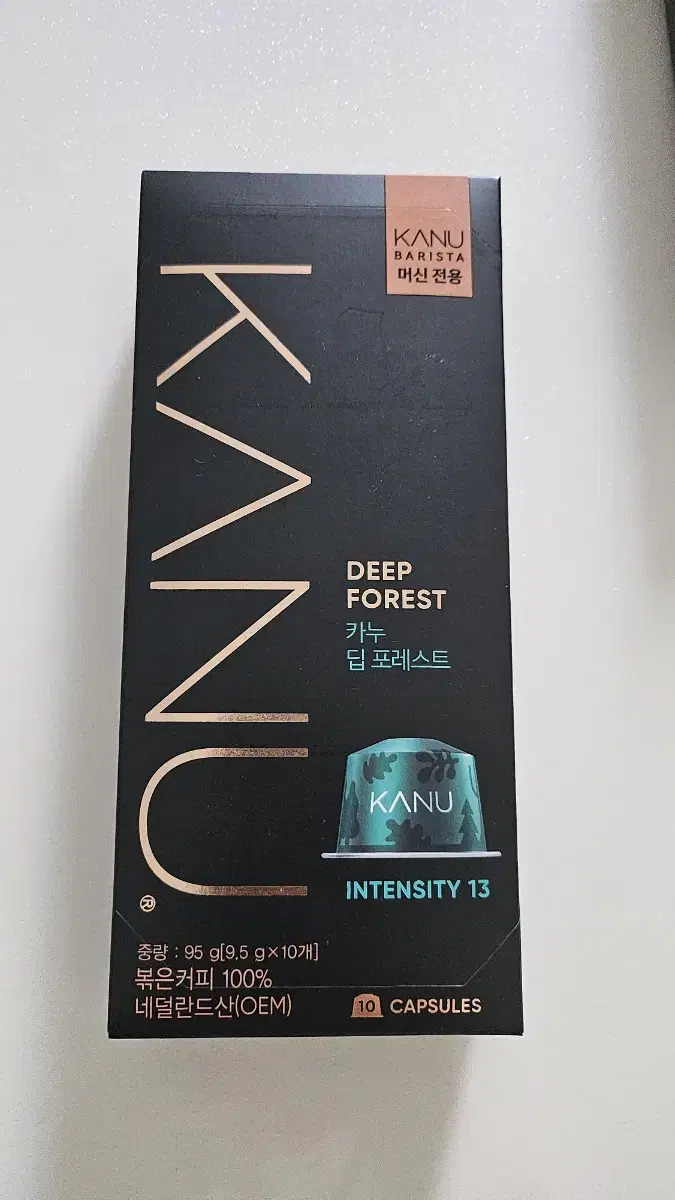 KANU
BARISTA
머신 전용
KANU®
DEEP
FOREST
카누
딥 포레스트
KANU
INTENSITY 13
중량 : 95 g[9.5 g×10개]
볶은커피 100%
네덜란드산(OEM)
10 CAPSULES